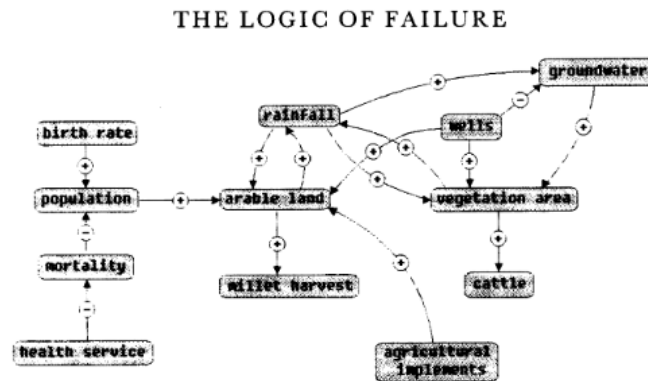 THE LOGIC OF FAILURE
groundwater
+
−
rainfall
wells
birth rate
+
+
+
+
+
+
+
population
+
arable land
vegetation area
−
+
+
mortality
+
millet harvest
cattle
−
health service
agricultural
implements